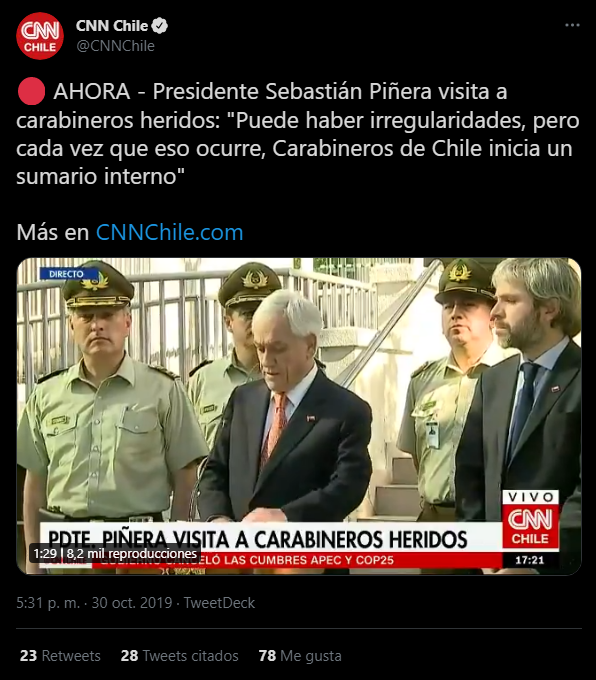 CNN
CHILE
CNN Chile
@CNNChile
🔴 AHORA - Presidente Sebastián Piñera visita a
carabineros heridos: "Puede haber irregularidades, pero
cada vez que eso ocurre, Carabineros de Chile inicia un
sumario interno"
Más en CNNChile.com
DIRECTO
VIVO
CNN
CHILE
17:21
PDTE. PIÑERA VISITA A CARABINEROS HERIDOS
1:29 | 8,2 mil reproducciones
LÓ LAS CUMBRES APEC Y COP25
5:31 p. m. · 30 oct. 2019 · TweetDeck
23 Retweets 28 Tweets citados 78 Me gusta